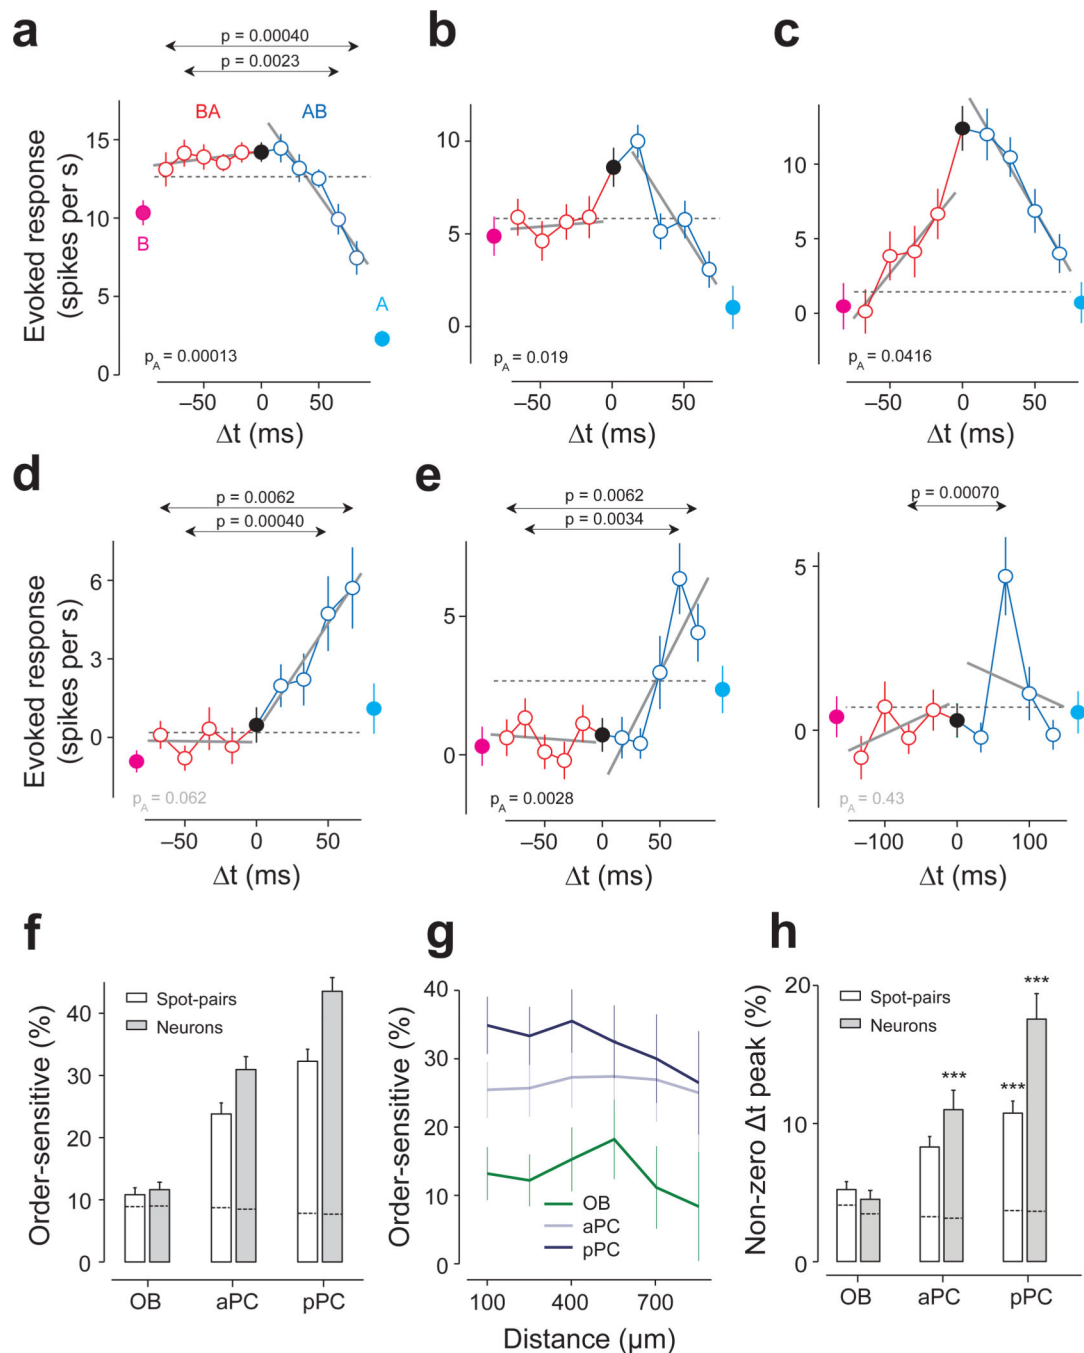 a
p = 0.00040
p = 0.0023
BA
AB
15
10
15
0
Evoked response
(spikes per s)
B
A
pA = 0.00013
−50 0 50
Δt (ms)
b
10
5
0
pA = 0.019
−50 0 50
Δt (ms)
c
10
5
0
pA = 0.0416
−50 0 50
Δt (ms)
d
p = 0.0062
p = 0.00040
6
3
0
Evoked response
(spikes per s)
pA = 0.062
−50 0 50
Δt (ms)
e
p = 0.0062
p = 0.0034
5
0
pA = 0.0028
−50 0 50
Δt (ms)
p = 0.00070
5
0
pA = 0.43
−100 0 100
Δt (ms)
f
Spot-pairs
Neurons
40
30
20
10
0
Order-sensitive (%)
OB aPC pPC
g
40
30
20
10
0
Order-sensitive (%)
OB
aPC
pPC
100 400 700
Distance (µm)
h
Spot-pairs
Neurons
20
10
0
Non-zero Δt peak (%)
***
***
***
OB aPC pPC